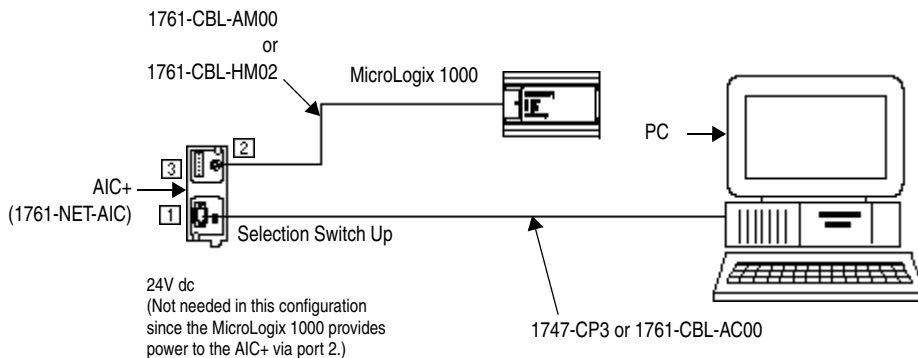 1761-CBL-AM00
or
1761-CBL-HM02
MicroLogix 1000
PC
2
3
AIC+
(1761-NET-AIC)
1
Selection Switch Up
24V dc
(Not needed in this configuration
since the MicroLogix 1000 provides
power to the AIC+ via port 2.)
1747-CP3 or 1761-CBL-AC00